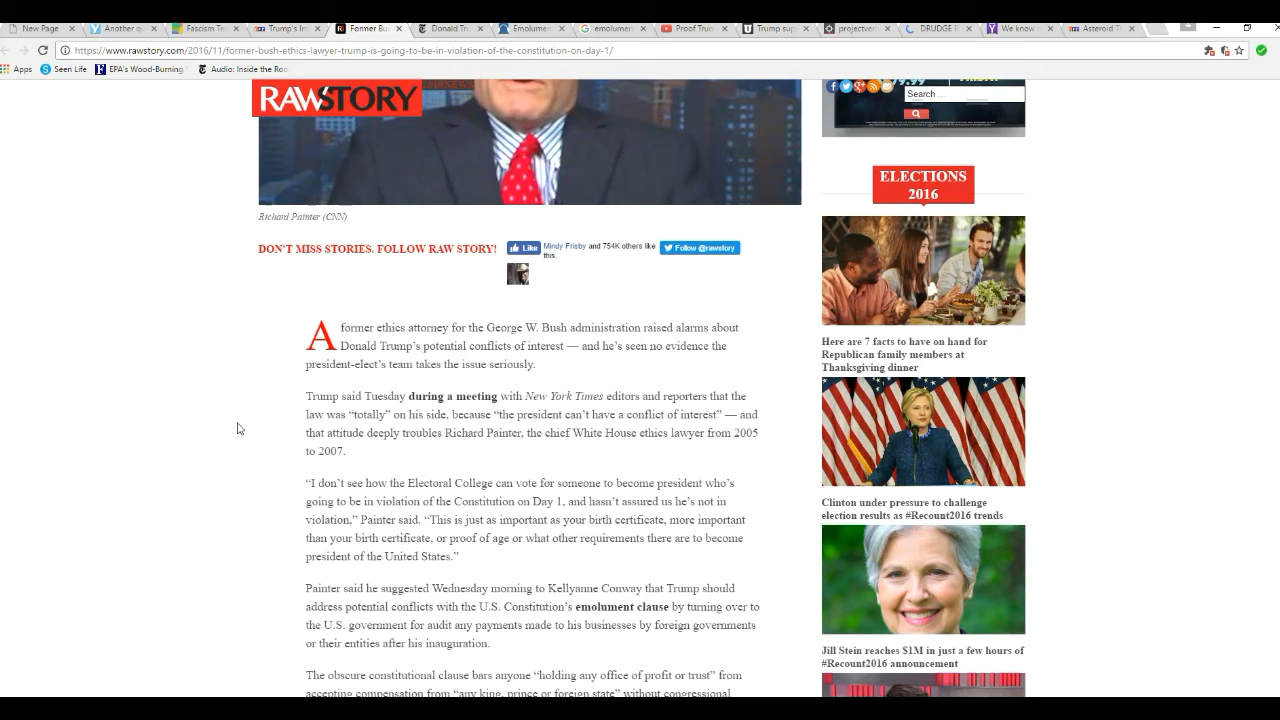 New Page
Another qu
Fascism Te
Trump's In
Former Bus
Donald Tru
Emolumen
emolumen
Proof Trum
Trump sup
projectveri
DRUDGE R
We know w
Asteroid T
https://www.rawstory.com/2016/11/former-bush-ethics-lawyer-trump-is-going-to-be-in-violation-of-the-constitution-on-day-1/
Apps
Seen Life
EPA's Wood-Burning
Audio: Inside the Roo
RAWSTORY
Richard Painter (CNN)
DON'T MISS STORIES. FOLLOW RAW STORY!
Like
Mindy Frisby and 754K others like
this.
Follow @rawstory
A former ethics attorney for the George W. Bush administration raised alarms about
Donald Trump's potential conflicts of interest — and he's seen no evidence the
president-elect's team takes the issue seriously.
Trump said Tuesday during a meeting with New York Times editors and reporters that the
law was “totally” on his side, because “the president can't have a conflict of interest” — and
that attitude deeply troubles Richard Painter, the chief White House ethics lawyer from 2005
to 2007.
“I don't see how the Electoral College can vote for someone to become president who's
going to be in violation of the Constitution on Day 1, and hasn't assured us he's not in
violation,” Painter said. “This is just as important as your birth certificate, more important
than your birth certificate, or proof of age or what other requirements there are to become
president of the United States.”
Painter said he suggested Wednesday morning to Kellyanne Conway that Trump should
address potential conflicts with the U.S. Constitution's emolument clause by turning over to
the U.S. government for audit any payments made to his businesses by foreign governments
or their entities after his inauguration.
The obscure constitutional clause bars anyone “holding any office of profit or trust” from
accepting compensation from “any king, prince or foreign state” without congressional
Search ...
ELECTIONS
2016
Here are 7 facts to have on hand for
Republican family members at
Thanksgiving dinner
Clinton under pressure to challenge
election results as #Recount2016 trends
Jill Stein reaches $1M in just a few hours of
#Recount2016 announcement